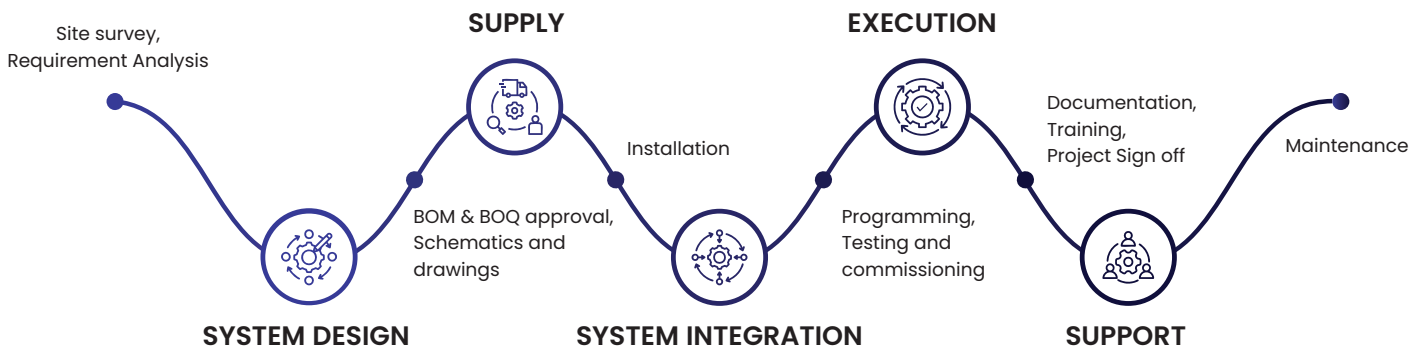 Site survey,
Requirement Analysis
SYSTEM DESIGN
BOM & BOQ approval,
Schematics and
drawings
SUPPLY
Installation
SYSTEM INTEGRATION
Programming,
Testing and
commissioning
EXECUTION
Documentation,
Training,
Project Sign off
SUPPORT
Maintenance